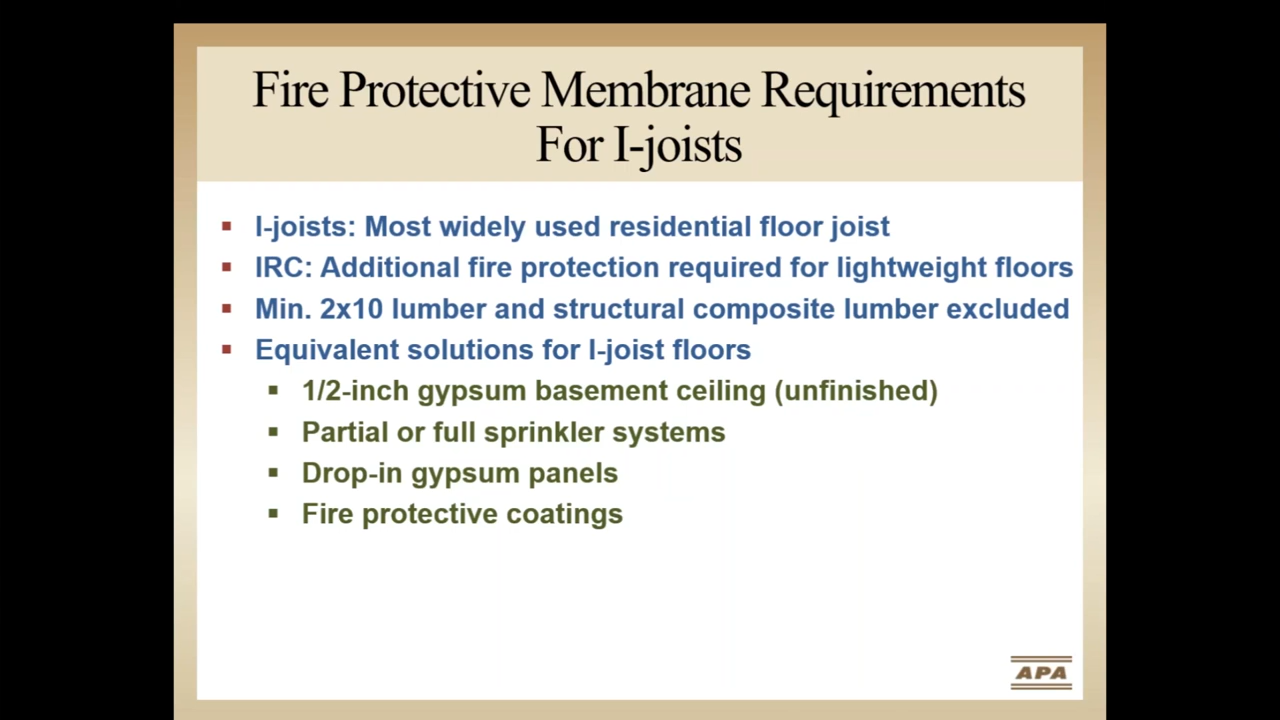 Fire Protective Membrane Requirements
For I-joists
I-joists: Most widely used residential floor joist
IRC: Additional fire protection required for lightweight floors
Min. 2x10 lumber and structural composite lumber excluded
Equivalent solutions for I-joist floors
1/2-inch gypsum basement ceiling (unfinished)
Partial or full sprinkler systems
Drop-in gypsum panels
Fire protective coatings
APA